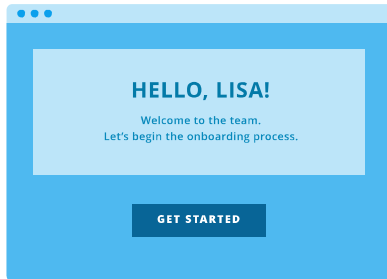 HELLO, LISA!
Welcome to the team.
Let's begin the onboarding process.
GET STARTED